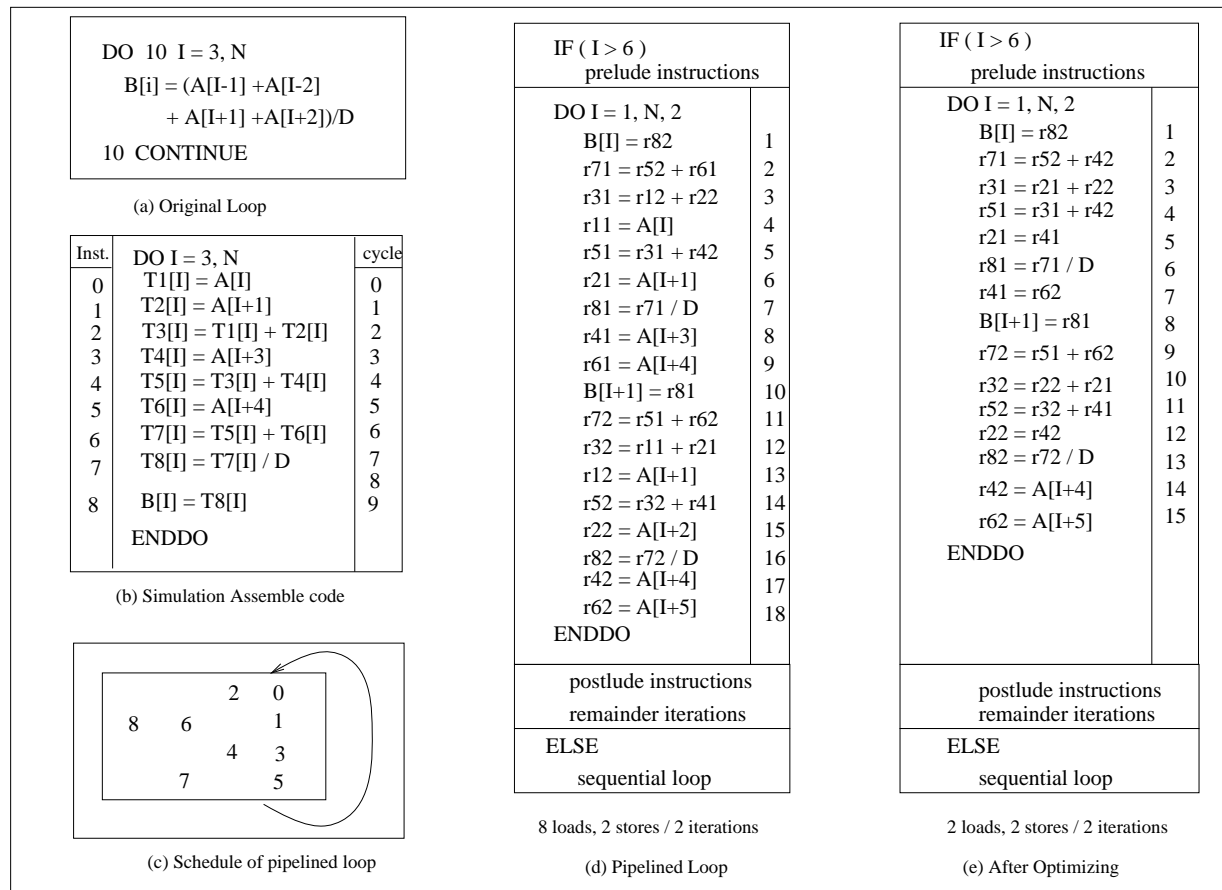 DO 10 I = 3, N
B[i] = (A[I-1] +A[I-2]
+ A[I+1] +A[I+2])/D
10 CONTINUE
(a) Original Loop
Inst. DO I = 3, N cycle
0 T1[I] = A[I] 0
1 T2[I] = A[I+1] 1
2 T3[I] = T1[I] + T2[I] 2
3 T4[I] = A[I+3] 3
4 T5[I] = T3[I] + T4[I] 4
5 T6[I] = A[I+4] 5
6 T7[I] = T5[I] + T6[I] 6
7 T8[I] = T7[I] / D 7
8
8 B[I] = T8[I] 9
ENDDO
(b) Simulation Assemble code
2 0
8 6 1
4 3
7 5
(c) Schedule of pipelined loop
IF ( I > 6 )
prelude instructions
DO I = 1, N, 2
B[I] = r82 1
r71 = r52 + r61 2
r31 = r12 + r22 3
r11 = A[I] 4
r51 = r31 + r42 5
r21 = A[I+1] 6
r81 = r71 / D 7
r41 = A[I+3] 8
r61 = A[I+4] 9
B[I+1] = r81 10
r72 = r51 + r62 11
r32 = r11 + r21 12
r12 = A[I+1] 13
r52 = r32 + r41 14
r22 = A[I+2] 15
r82 = r72 / D 16
r42 = A[I+4] 17
r62 = A[I+5] 18
ENDDO
postlude instructions
remainder iterations
ELSE
sequential loop
8 loads, 2 stores / 2 iterations
(d) Pipelined Loop
IF ( I > 6 )
prelude instructions
DO I = 1, N, 2
B[I] = r82 1
r71 = r52 + r42 2
r31 = r21 + r22 3
r51 = r31 + r42 4
r21 = r41 5
r81 = r71 / D 6
r41 = r62 7
B[I+1] = r81 8
r72 = r51 + r62 9
r32 = r22 + r21 10
r52 = r32 + r41 11
r22 = r42 12
r82 = r72 / D 13
r42 = A[I+4] 14
r62 = A[I+5] 15
ENDDO
postlude instructions
remainder iterations
ELSE
sequential loop
2 loads, 2 stores / 2 iterations
(e) After Optimizing